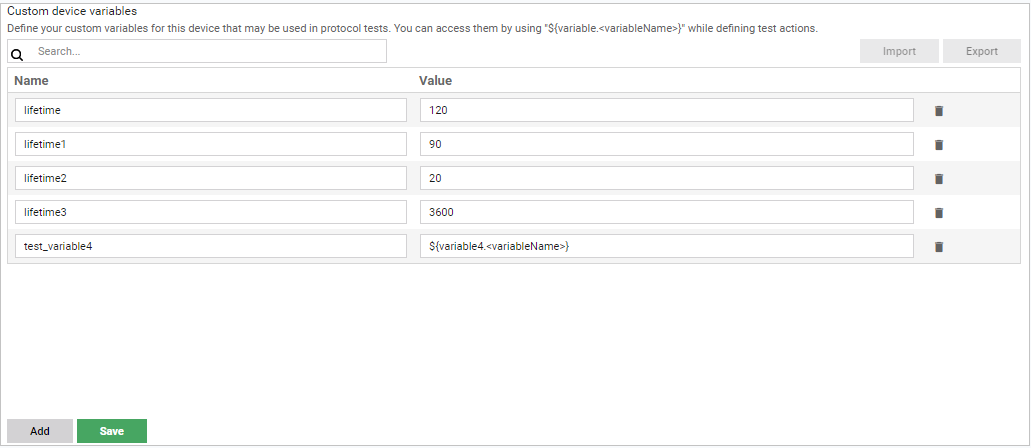 Custom device variables
Define your custom variables for this device that may be used in protocol tests. You can access them by using "${variable.<variableName>}" while defining test actions.
Search... Import Export
Name Value
lifetime 120
lifetime1 90
lifetime2 20
lifetime3 3600
test_variable4 ${variable4.<variableName>}
Add Save